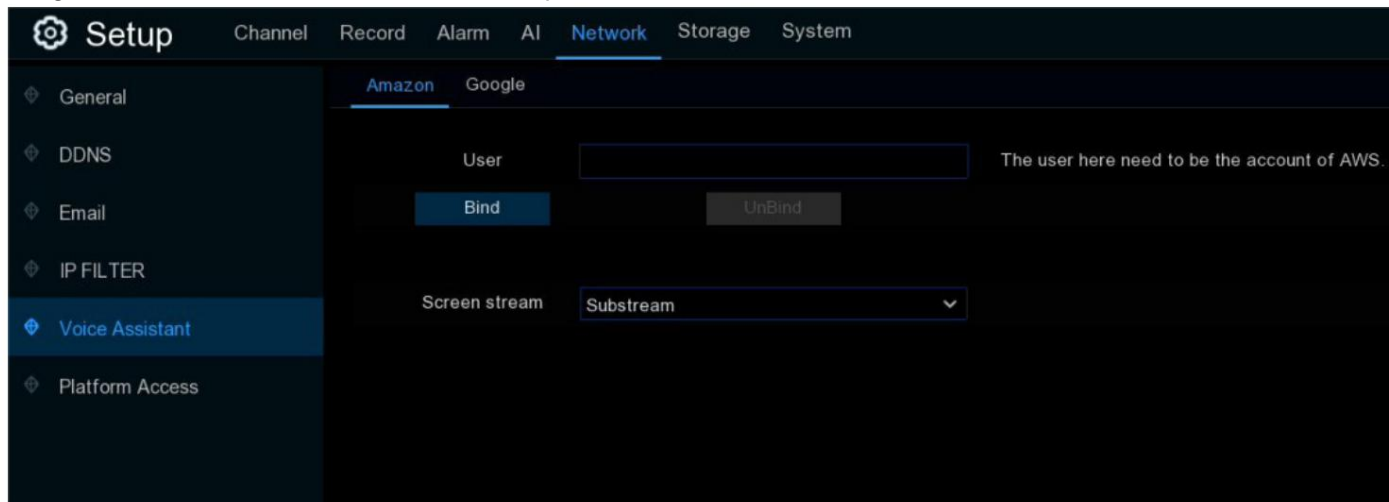 Setup Channel Record Alarm AI Network Storage System
Amazon Google
General
DDNS
Email
IP FILTER
Voice Assistant
Platform Access
User The user here need to be the account of AWS.
Bind UnBind
Screen stream Substream